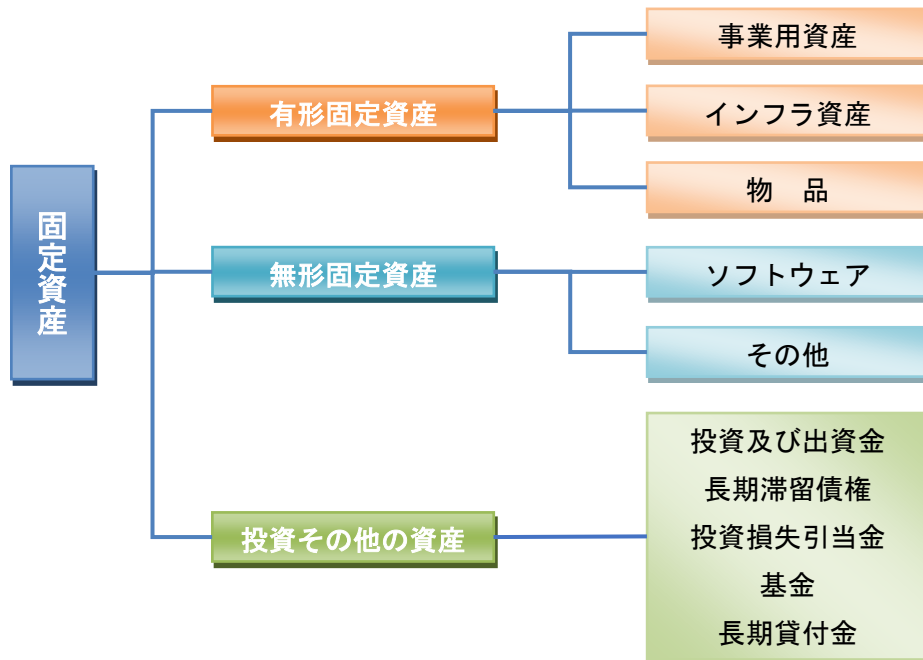 固定資産
有形固定資産
事業用資産
インフラ資産
物　品
無形固定資産
ソフトウェア
その他
投資その他の資産
投資及び出資金
長期滞留債権
投資損失引当金
基金
長期貸付金